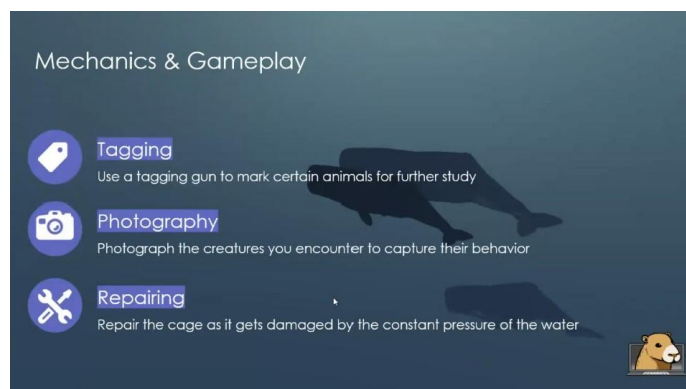 Mechanics & Gameplay
Tagging
Use a tagging gun to mark certain animals for further study
Photography
Photograph the creatures you encounter to capture their behavior
Repairing
Repair the cage as it gets damaged by the constant pressure of the water